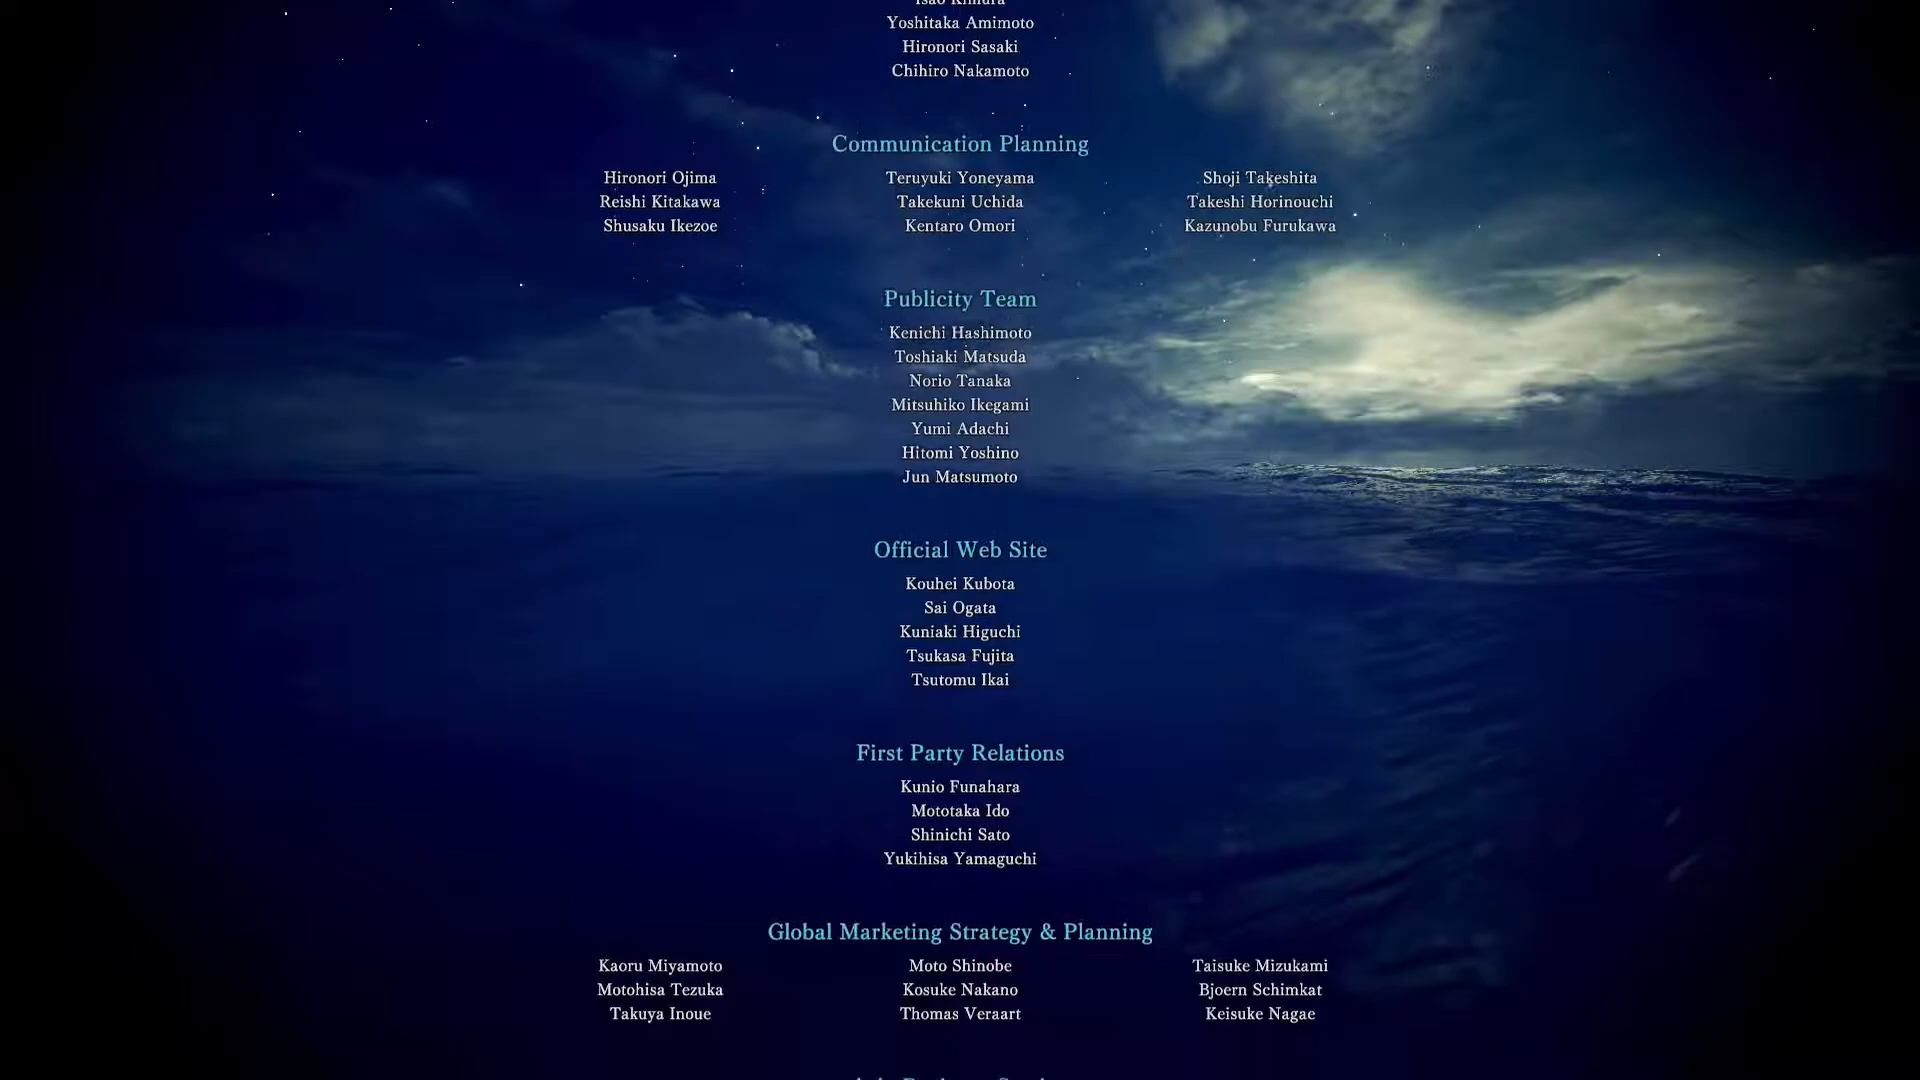 Yoshitaka Amimoto
Hironori Sasaki
Chihiro Nakamoto
Communication Planning
Hironori Ojima Teruyuki Yoneyama Shoji Takeshita
Reishi Kitakawa Takekuni Uchida Takeshi Horinouchi
Shusaku Ikezoe Kentaro Omori Kazunobu Furukawa
Publicity Team
Kenichi Hashimoto
Toshiaki Matsuda
Norio Tanaka
Mitsuhiko Ikegami
Yumi Adachi
Hitomi Yoshino
Jun Matsumoto
Official Web Site
Kouhei Kubota
Sai Ogata
Kuniaki Higuchi
Tsukasa Fujita
Tsutomu Ikai
First Party Relations
Kunio Funahara
Mototaka Ido
Shinichi Sato
Yukihisa Yamaguchi
Global Marketing Strategy & Planning
Kaoru Miyamoto Moto Shinobe Taisuke Mizukami
Motohisa Tezuka Kosuke Nakano Bjoern Schimkat
Takuya Inoue Thomas Veraart Keisuke Nagae